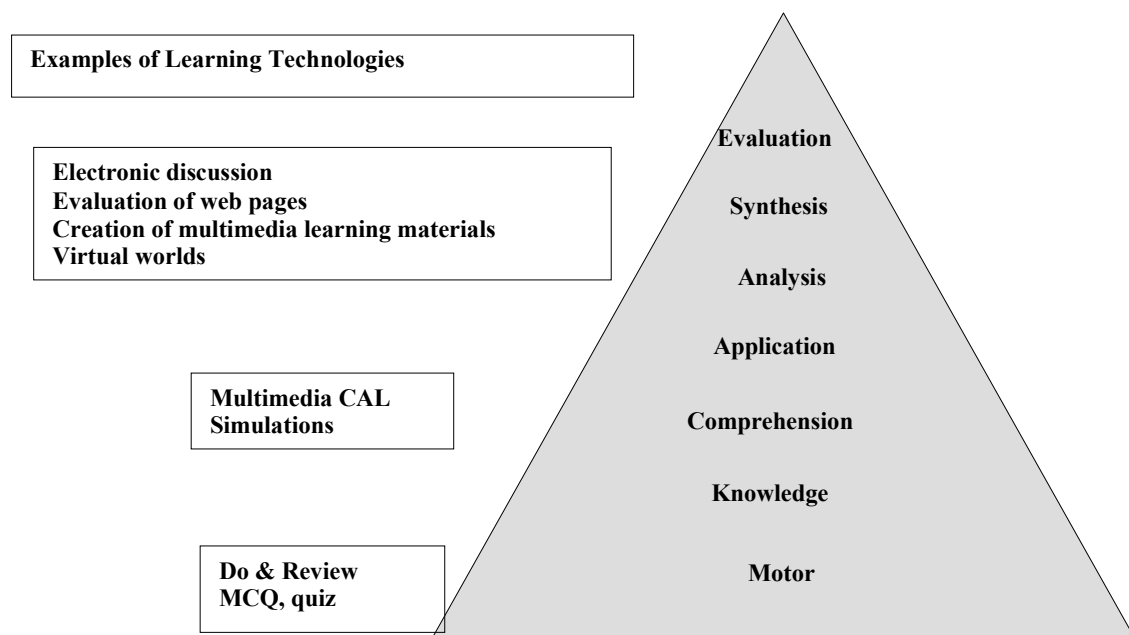 Examples of Learning Technologies
Electronic discussion
Evaluation of web pages
Creation of multimedia learning materials
Virtual worlds
Multimedia CAL
Simulations
Do & Review
MCQ, quiz
Evaluation
Synthesis
Analysis
Application
Comprehension
Knowledge
Motor